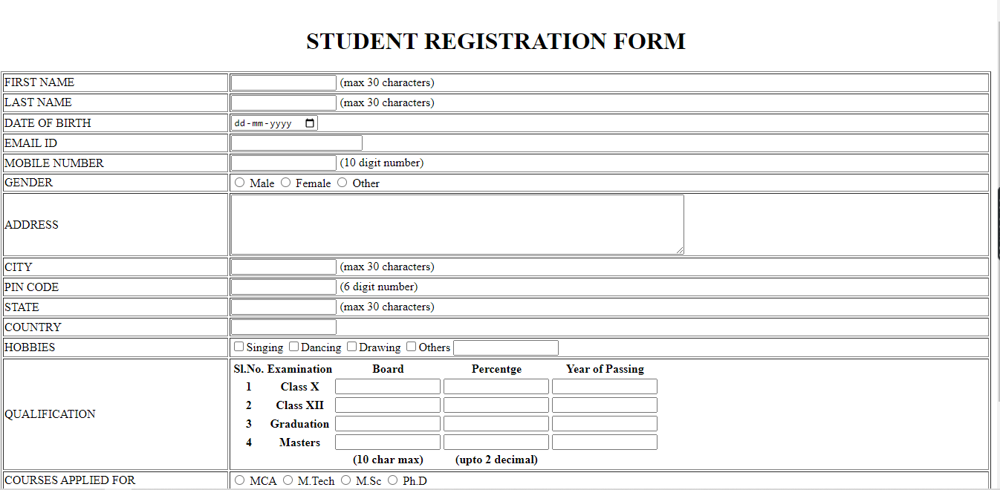 STUDENT REGISTRATION FORM
FIRST NAME (max 30 characters)
LAST NAME (max 30 characters)
DATE OF BIRTH dd-mm-yyyy
EMAIL ID
MOBILE NUMBER (10 digit number)
GENDER Male Female Other
ADDRESS
CITY (max 30 characters)
PIN CODE (6 digit number)
STATE (max 30 characters)
COUNTRY
HOBBIES Singing Dancing Drawing Others
QUALIFICATION
Sl.No. Examination Board Percentge Year of Passing
1 Class X
2 Class XII
3 Graduation
4 Masters
(10 char max) (upto 2 decimal)
COURSES APPLIED FOR MCA M.Tech M.Sc Ph.D